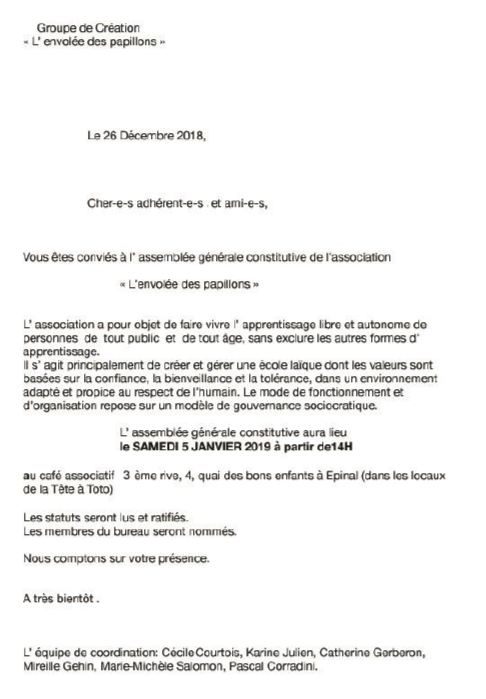 Groupe de Création
« L' envolée des papillons »
Le 26 Décembre 2018,
Cher-e-s adhérent-e-s . et ami-e-s,
Vous êtes conviés à l' assemblée générale constitutive de l'association
« L'envolée des papillons »
L' association a pour objet de faire vivre l' apprentissage libre et autonome de
personnes de tout public et de tout âge, sans exclure les autres formes d'
apprentissage.
Il s' agit principalement de créer et gérer une école laïque dont les valeurs sont
basées sur la confiance, la bienveillance et la tolérance, dans un environnement
adapté et propice au respect de l'humain. Le mode de fonctionnement et
d'organisation repose sur un modèle de gouvernance sociocratique.
L' assemblée générale constitutive aura lieu
le SAMEDI 5 JANVIER 2019 à partir de14H
au café associatif 3 ème rive, 4, quai des bons enfants à Epinal (dans les locaux
de la Tête à Toto)
Les statuts seront lus et ratifiés.
Les membres du bureau seront nommés.
Nous comptons sur votre présence.
A très bientôt .
L' équipe de coordination: Cécile Courtois, Karine Julien, Catherine Gerberon,
Mireille Gehin, Marie-Michèle Salomon, Pascal Corradini.